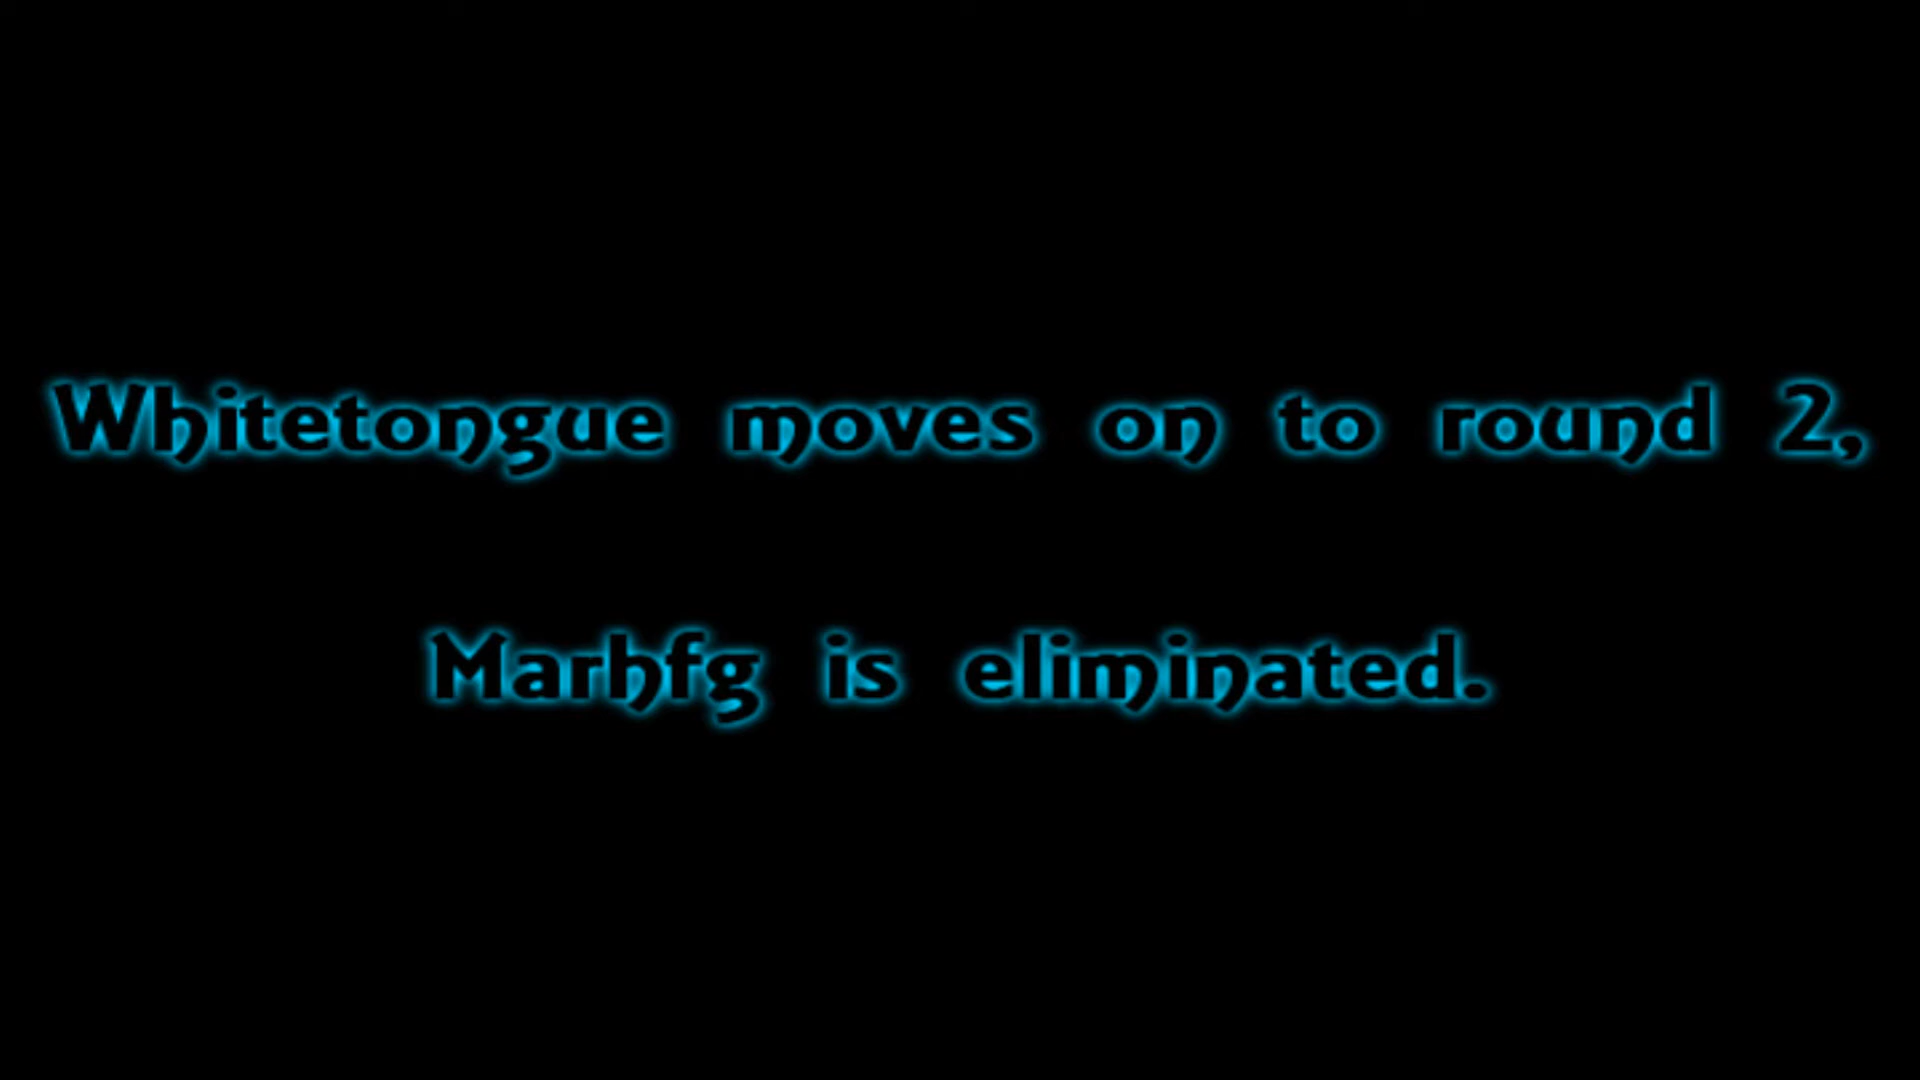 Whitetongue moves on to round 2,
Marhfg is eliminated.